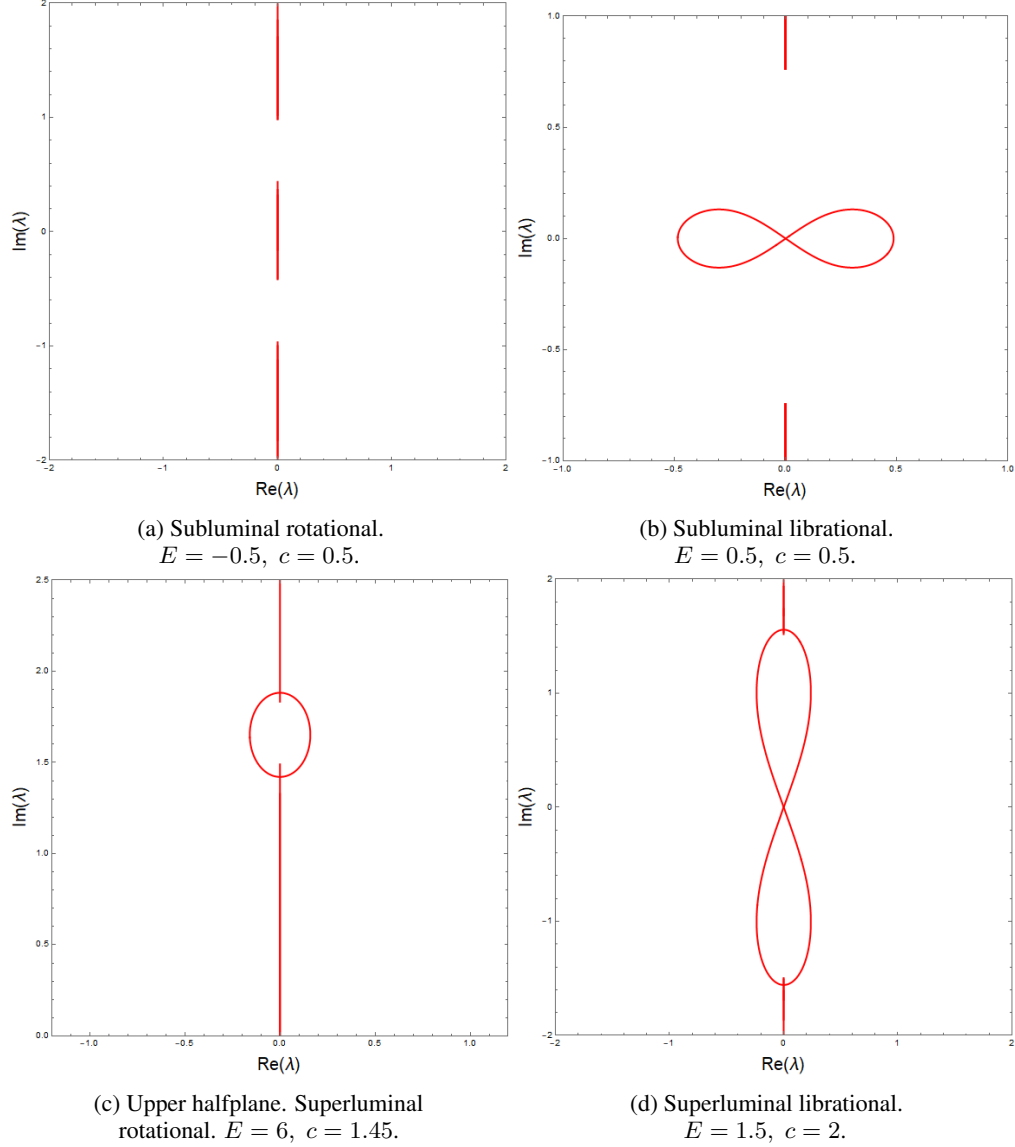 2
1
0
−1
−2
−2
−1
0
1
2
Im(λ)
Re(λ)
(a) Subluminal rotational.
E = −0.5, c = 0.5.
1.0
0.5
0.0
−0.5
−1.0
−1.0
−0.5
0.0
0.5
1.0
Im(λ)
Re(λ)
(b) Subluminal librational.
E = 0.5, c = 0.5.
2.5
2.0
1.5
1.0
0.5
0.0
−1.0
−0.5
0.0
0.5
1.0
Im(λ)
Re(λ)
(c) Upper halfplane. Superluminal
rotational. E = 6, c = 1.45.
2
1
0
−1
−2
−2
−1
0
1
2
Im(λ)
Re(λ)
(d) Superluminal librational.
E = 1.5, c = 2.